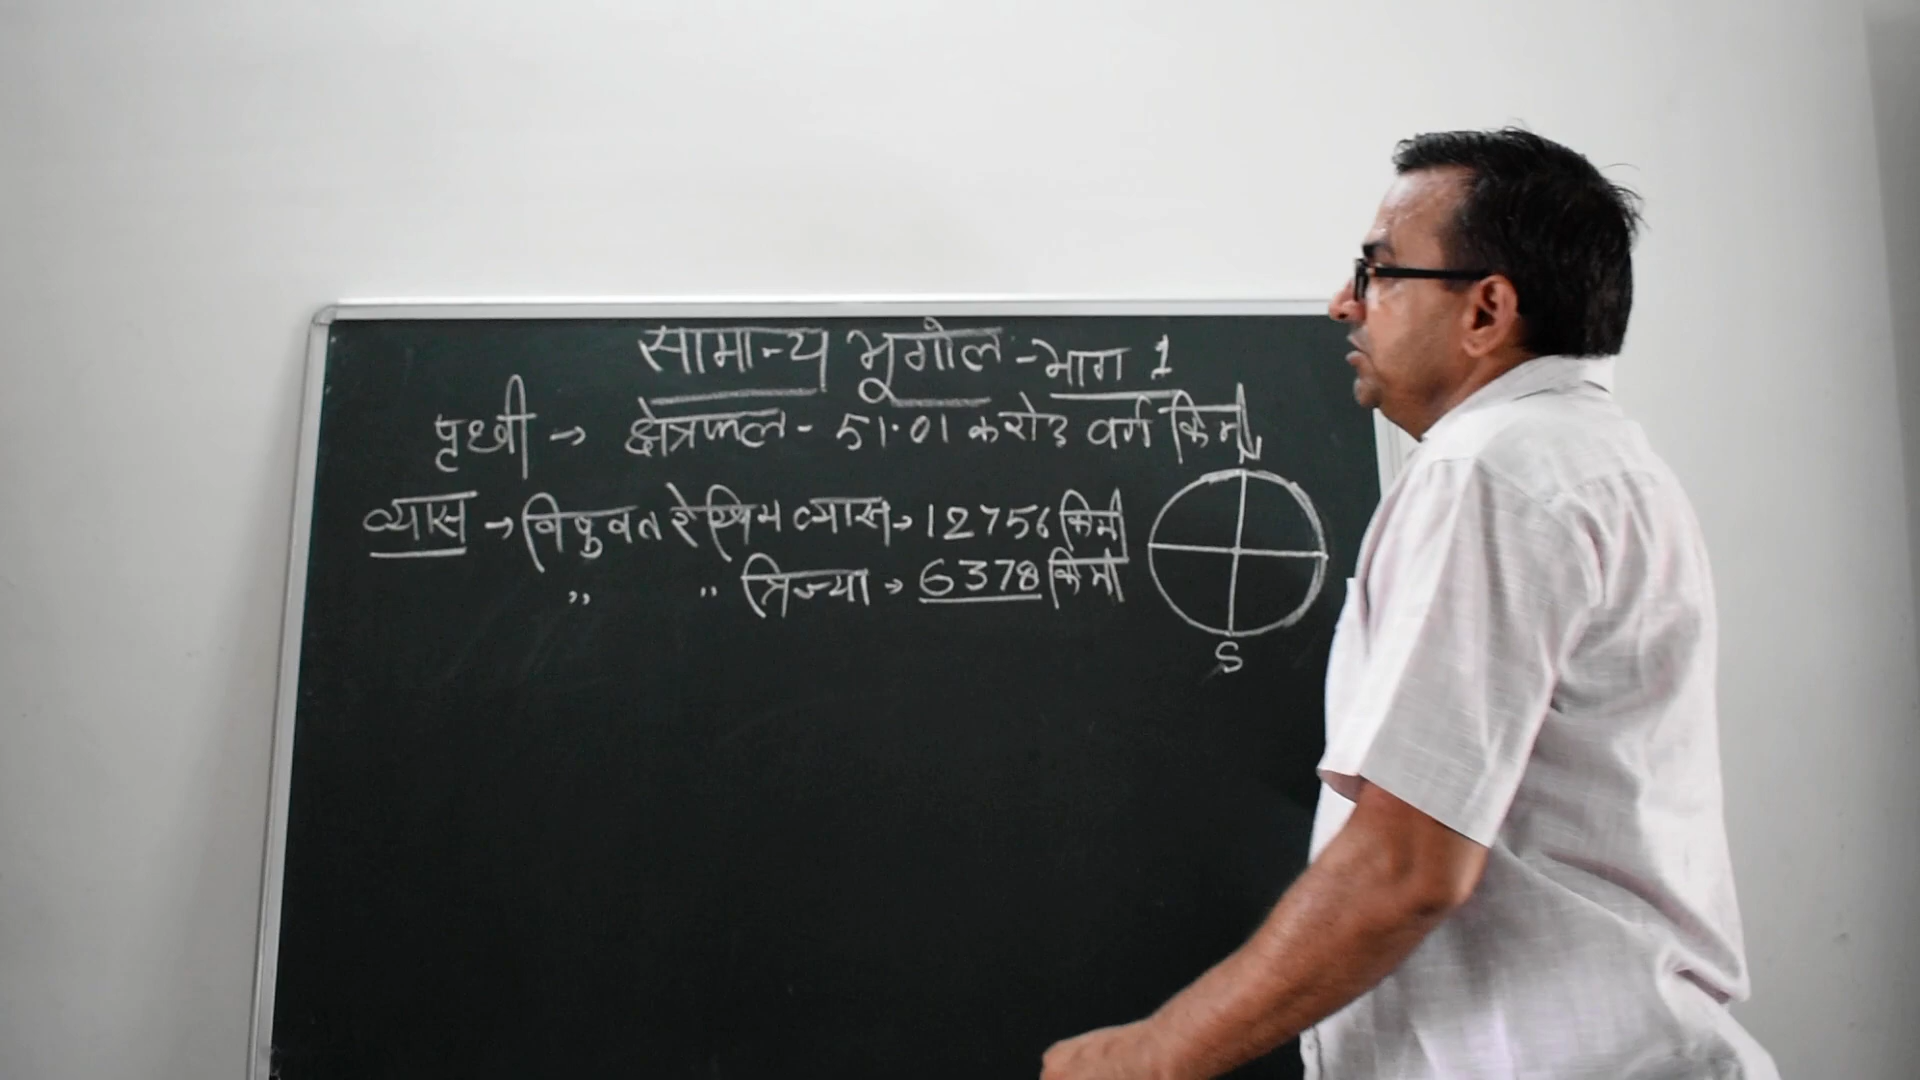 सामान्य भूगोल - भाग 1
पृथ्वी → क्षेत्रफल - 51.01 करोड़ वर्ग किमी
व्यास → विषुवत रेखीय व्यास → 12756 किमी
,, ,, त्रिज्या → 6378 किमी
N
S